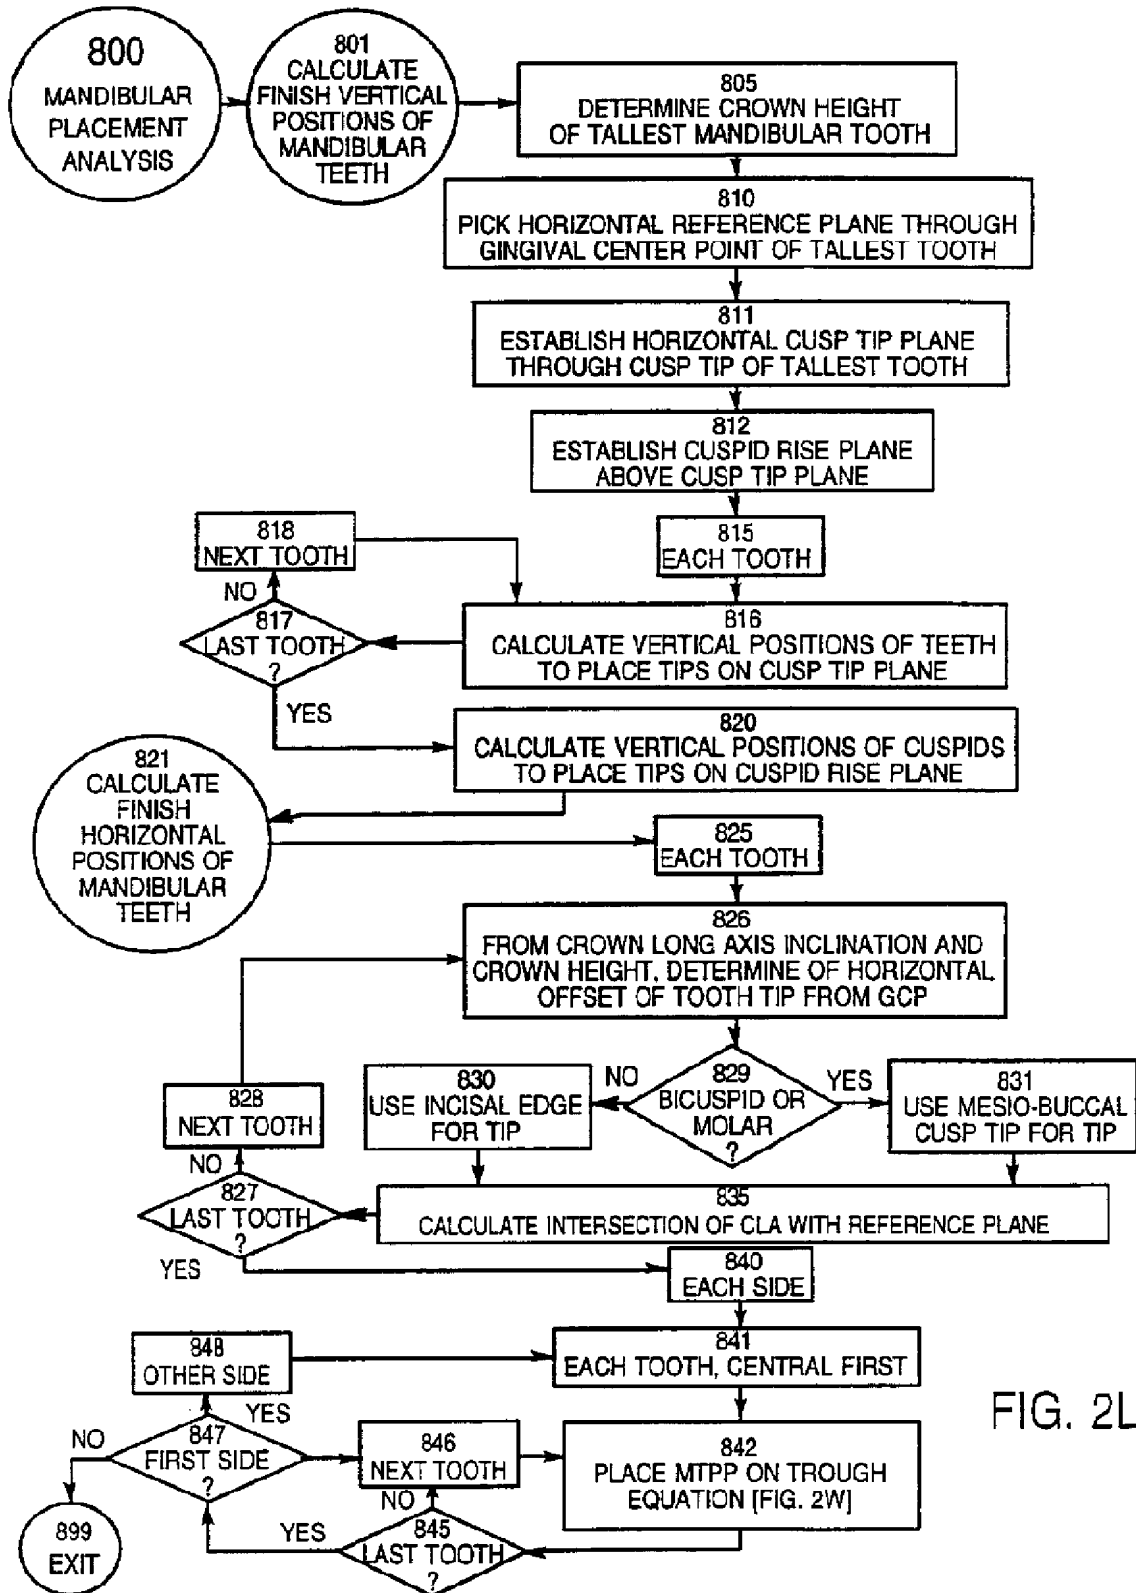 800
MANDIBULAR
PLACEMENT
ANALYSIS
801
CALCULATE
FINISH VERTICAL
POSITIONS OF
MANDIBULAR
TEETH
805
DETERMINE CROWN HEIGHT
OF TALLEST MANDIBULAR TOOTH
810
PICK HORIZONTAL REFERENCE PLANE THROUGH
GINGIVAL CENTER POINT OF TALLEST TOOTH
811
ESTABLISH HORIZONTAL CUSP TIP PLANE
THROUGH CUSP TIP OF TALLEST TOOTH
812
ESTABLISH CUSPID RISE PLANE
ABOVE CUSP TIP PLANE
815
EACH TOOTH
818
NEXT TOOTH
NO
817
LAST TOOTH
?
YES
816
CALCULATE VERTICAL POSITIONS OF TEETH
TO PLACE TIPS ON CUSP TIP PLANE
820
CALCULATE VERTICAL POSITIONS OF CUSPIDS
TO PLACE TIPS ON CUSPID RISE PLANE
821
CALCULATE
FINISH
HORIZONTAL
POSITIONS OF
MANDIBULAR
TEETH
825
EACH TOOTH
826
FROM CROWN LONG AXIS INCLINATION AND
CROWN HEIGHT, DETERMINE OF HORIZONTAL
OFFSET OF TOOTH TIP FROM GCP
829
BICUSPID OR
MOLAR
?
NO
YES
830
USE INCISAL EDGE
FOR TIP
831
USE MESIO-BUCCAL
CUSP TIP FOR TIP
828
NEXT TOOTH
NO
827
LAST TOOTH
?
YES
835
CALCULATE INTERSECTION OF CLA WITH REFERENCE PLANE
840
EACH SIDE
841
EACH TOOTH, CENTRAL FIRST
848
OTHER SIDE
YES
NO
847
FIRST SIDE
?
846
NEXT TOOTH
NO
842
PLACE MTPP ON TROUGH
EQUATION [FIG. 2W]
845
LAST TOOTH
?
YES
899
EXIT
FIG. 2L